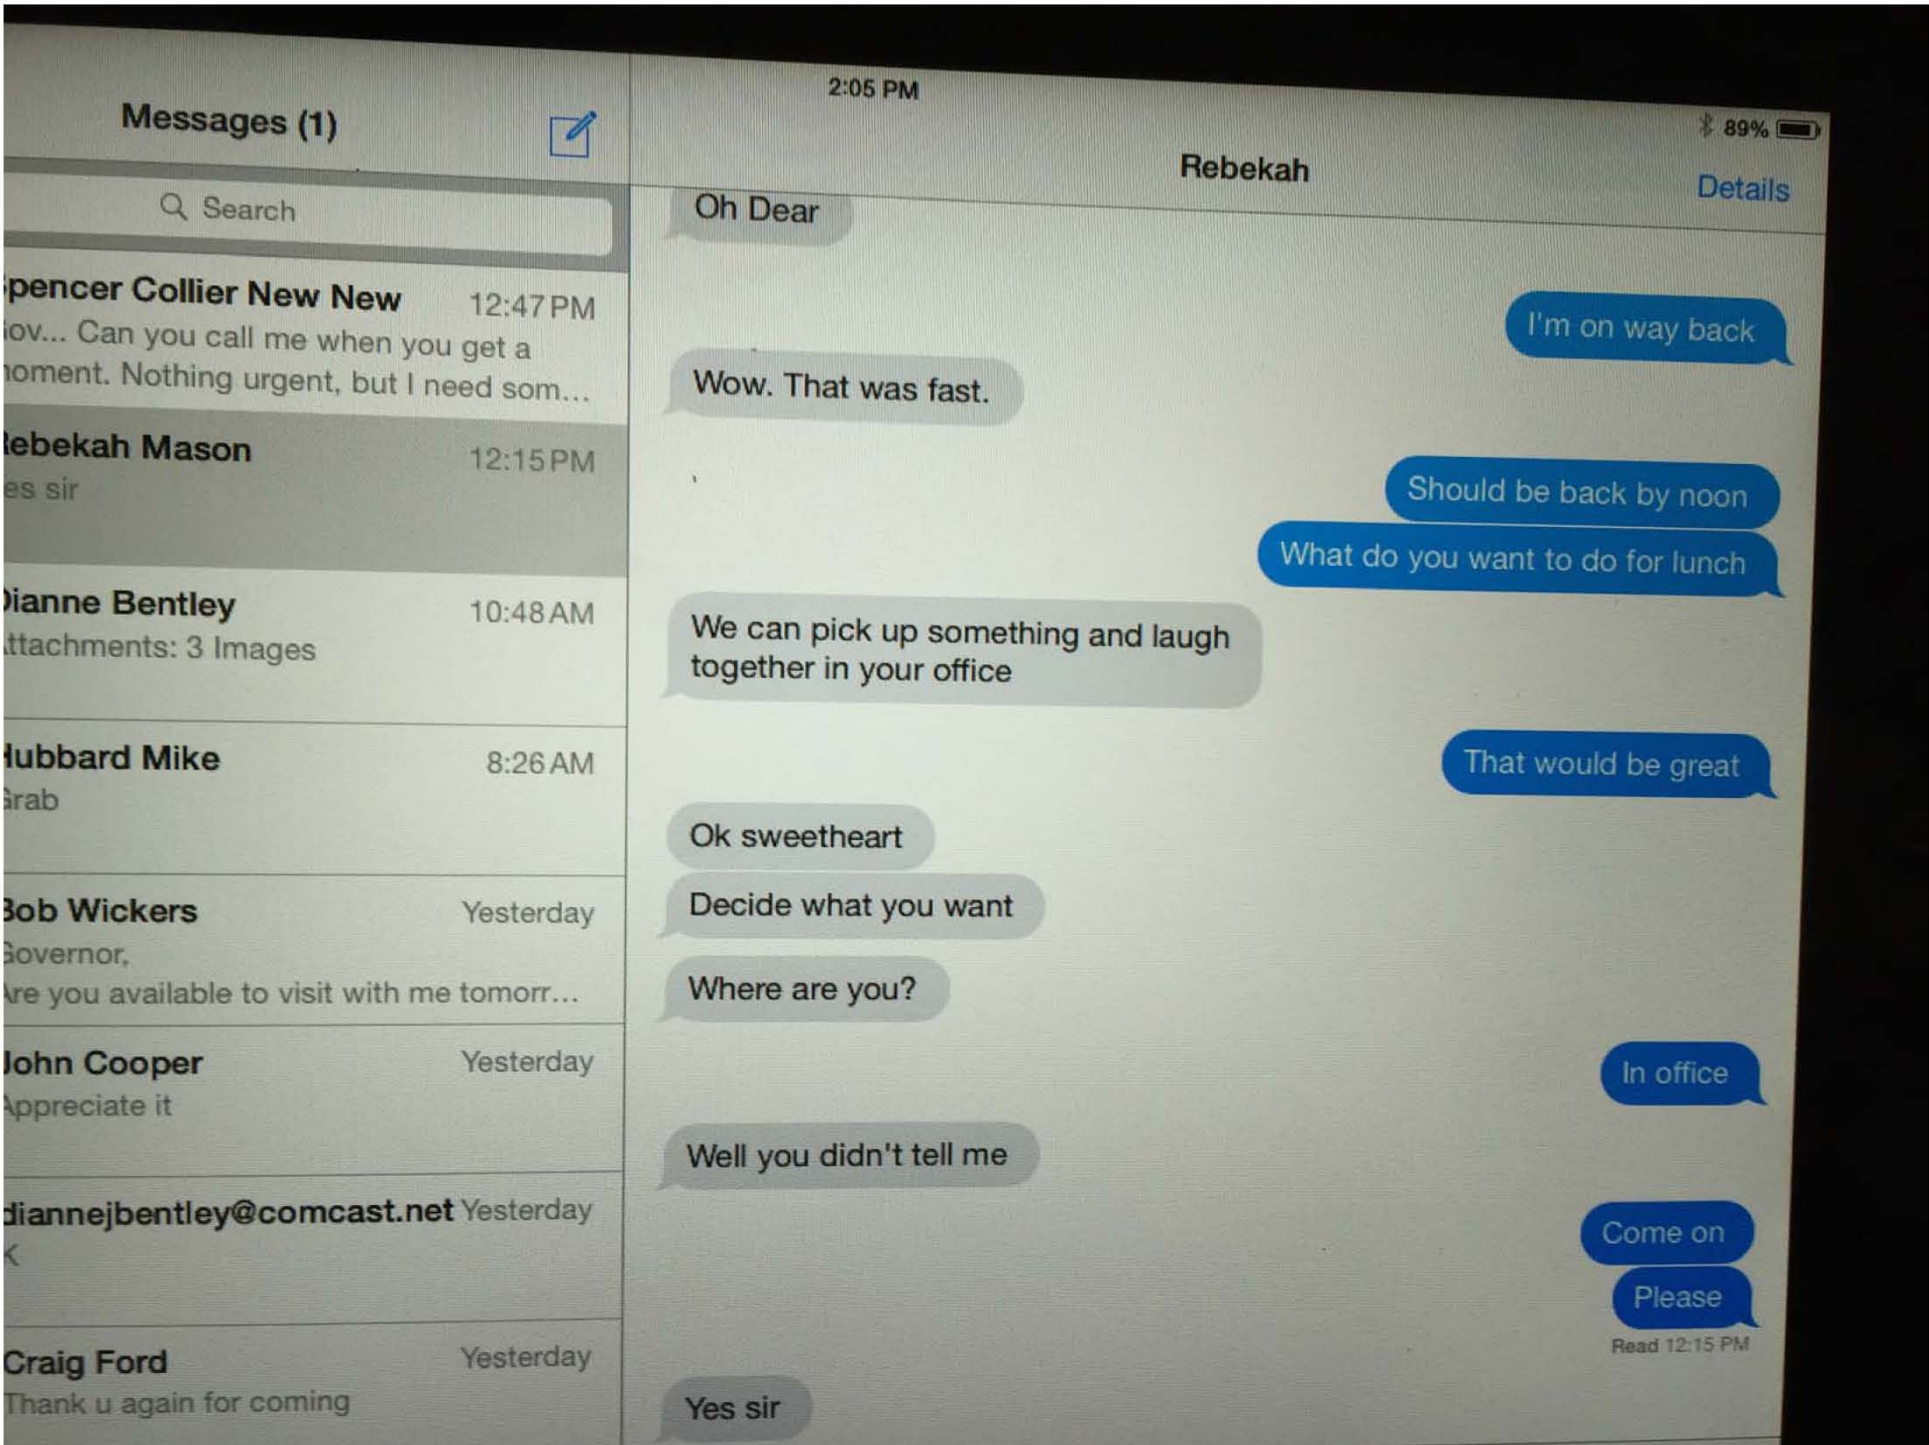 2:05 PM
89%
Messages (1)
Search
pencer Collier New New 12:47 PM
ov... Can you call me when you get a
oment. Nothing urgent, but I need som...
ebekah Mason 12:15 PM
es sir
ianne Bentley 10:48 AM
ttachments: 3 Images
Hubbard Mike 8:26 AM
Grab
Bob Wickers Yesterday
Governor,
Are you available to visit with me tomorr...
John Cooper Yesterday
Appreciate it
diannejbentley@comcast.net Yesterday
K
Craig Ford Yesterday
Thank u again for coming
Rebekah
Details
Oh Dear
I'm on way back
Wow. That was fast.
Should be back by noon
What do you want to do for lunch
We can pick up something and laugh
together in your office
That would be great
Ok sweetheart
Decide what you want
Where are you?
In office
Well you didn't tell me
Come on
Please
Read 12:15 PM
Yes sir